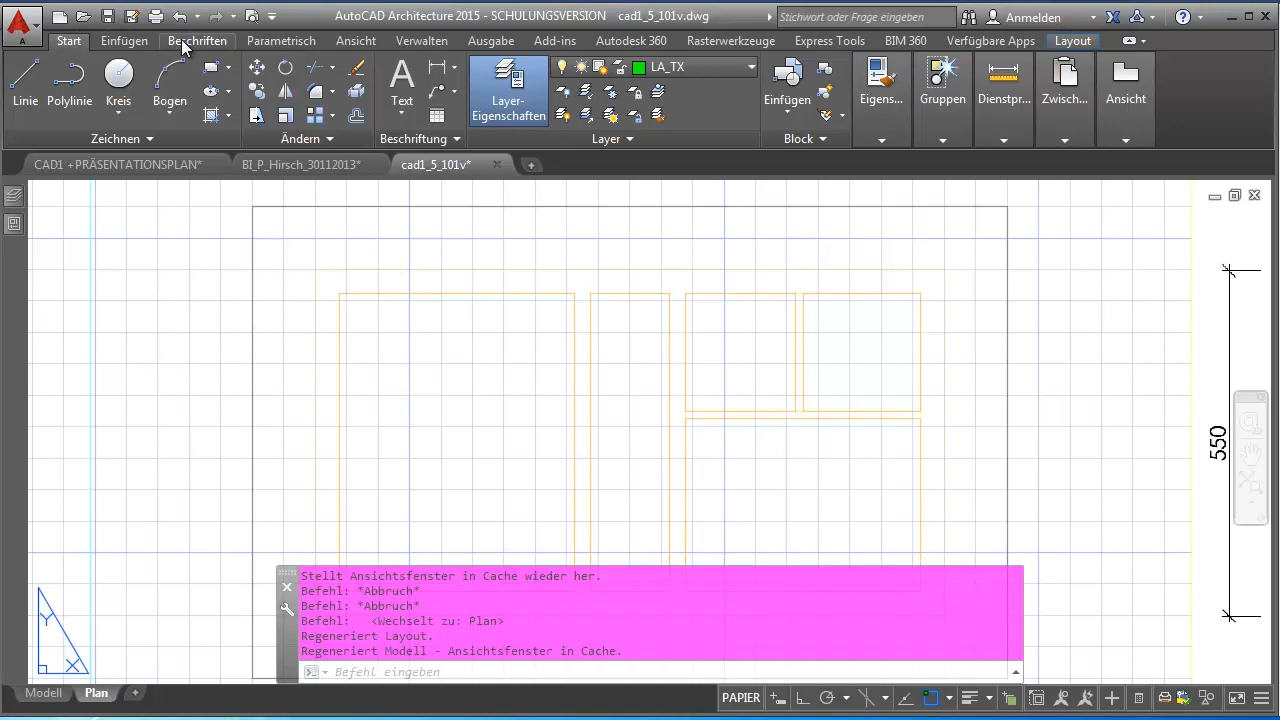 AutoCAD Architecture 2015 - SCHULUNGSVERSION cad1_5_101v.dwg
Stichwort oder Frage eingeben
Anmelden
Start Einfügen Beschriften Parametrisch Ansicht Verwalten Ausgabe Add-ins Autodesk 360 Rasterwerkzeuge Express Tools BIM 360 Verfügbare Apps Layout
Linie Polylinie Kreis Bogen
Text
Layer-
Eigenschaften
LA_TX
Einfügen
Eigens...
Gruppen
Dienstpr...
Zwisch...
Ansicht
Zeichnen Ändern Beschriftung Layer Block
CAD1 +PRÄSENTATIONSPLAN* BI_P_Hirsch_30112013* cad1_5_101v*
550
Stellt Ansichtsfenster in Cache wieder her.
Befehl: *Abbruch*
Befehl: *Abbruch*
Befehl: <Wechselt zu: Plan>
Regeneriert Layout.
Regeneriert Modell - Ansichtsfenster in Cache.
Befehl eingeben
Y
X
Modell Plan
PAPIER